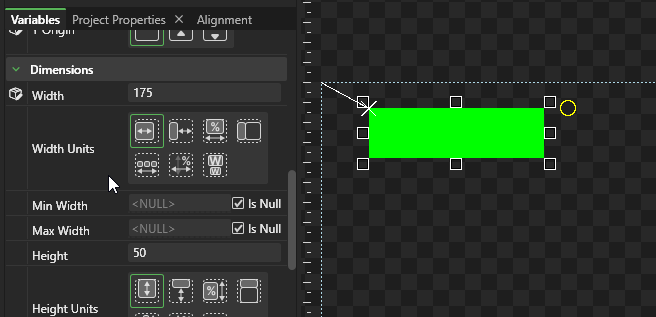 Variables Project Properties Alignment
Y Origin
Dimensions
Width 175
Width Units
%
% W W
Min Width <NULL> Is Null
Max Width <NULL> Is Null
Height 50
Height Units
%